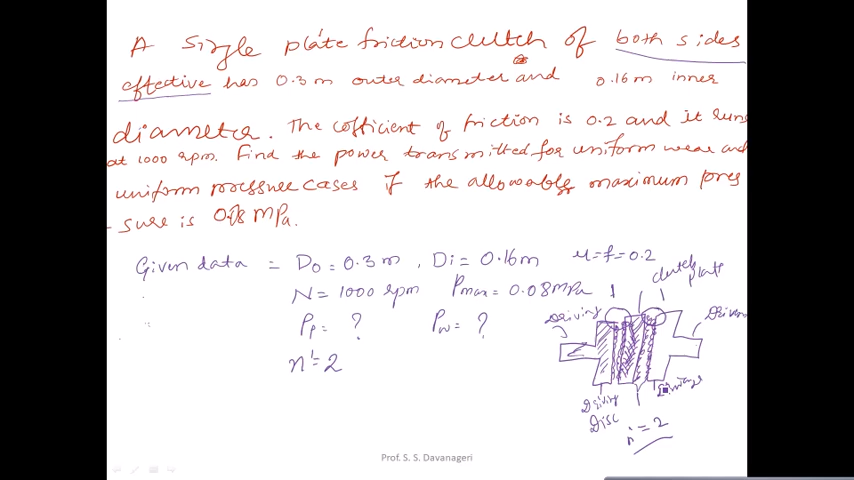 A single plate friction clutch of both sides
effective has 0.3 m outer diameter and 0.16 m inner
diameter. The cofficient of friction is 0.2 and it runs
at 1000 rpm. Find the power transmitted for uniform wear and
uniform pressure cases if the allowable maximum pres
-sure is 0.08 MPa.
Given data = Do = 0.3 m, Di = 0.16m μ = f = 0.2
N = 1000 rpm Pmax = 0.08 MPa
Pp = ? Pw = ?
n' = 2
clutch plate
Driving
Driven
Driving
Disc
i = 2
Prof. S. S. Davanageri